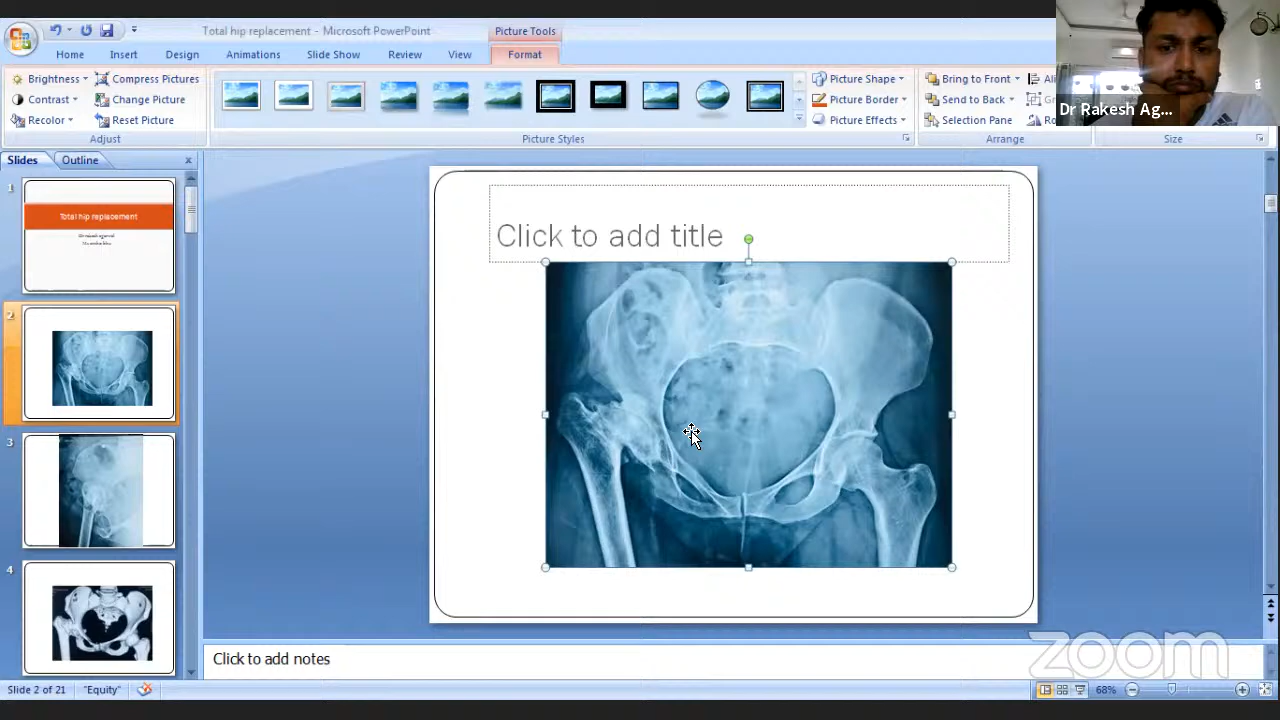 Total hip replacement - Microsoft PowerPoint
Picture Tools
Home
Insert
Design
Animations
Slide Show
Review
View
Format
Brightness
Contrast
Recolor
Compress Pictures
Change Picture
Reset Picture
Adjust
Picture Styles
Picture Shape
Picture Border
Picture Effects
Bring to Front
Send to Back
Selection Pane
Arrange
Size
Dr Rakesh Ag...
Slides
Outline
1
Total hip replacement
2
3
4
Click to add title
Click to add notes
zoom
Slide 2 of 21
"Equity"
68%